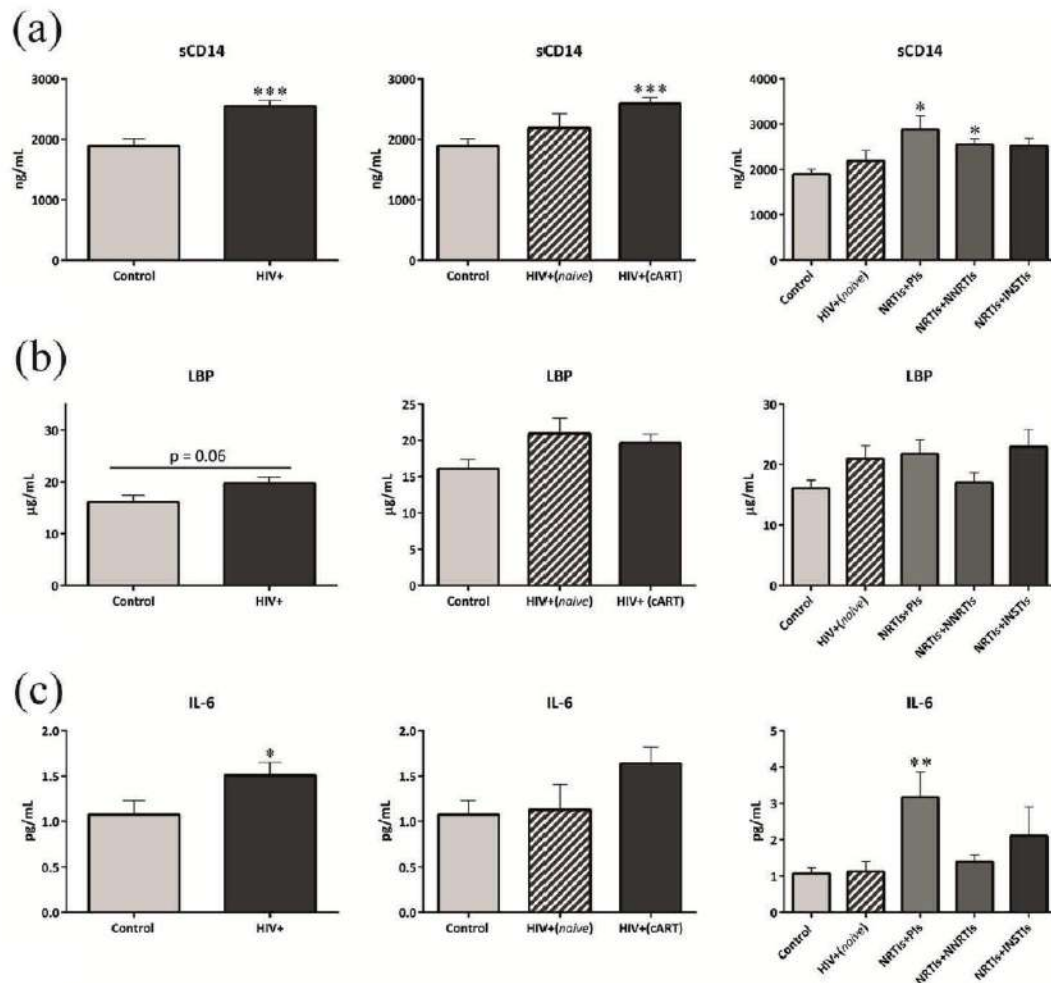 (a)
sCD14
3000
2000
1000
0
ng/mL
***
Control
HIV+
sCD14
3000
2000
1000
0
ng/mL
***
Control
HIV+(naive)
HIV+(cART)
sCD14
4000
3000
2000
1000
0
ng/mL
*
*
Control
HIV+(naive)
NRTIs+PIs
NRTIs+NNRTIs
NRTIs+INSTIs
(b)
LBP
30
20
10
0
µg/mL
p = 0.06
Control
HIV+
LBP
25
20
15
10
5
0
µg/mL
Control
HIV+(naive)
HIV+ (cART)
LBP
30
20
10
0
µg/mL
Control
HIV+(naive)
NRTIs+PIs
NRTIs+NNRTIs
NRTIs+INSTIs
(c)
IL-6
2.0
1.5
1.0
0.5
0.0
pg/mL
*
Control
HIV+
IL-6
2.0
1.5
1.0
0.5
0.0
pg/mL
Control
HIV+(naive)
HIV+(cART)
IL-6
5
4
3
2
1
0
pg/mL
**
Control
HIV+(naive)
NRTIs+PIs
NRTIs+NNRTIs
NRTIs+INSTIs